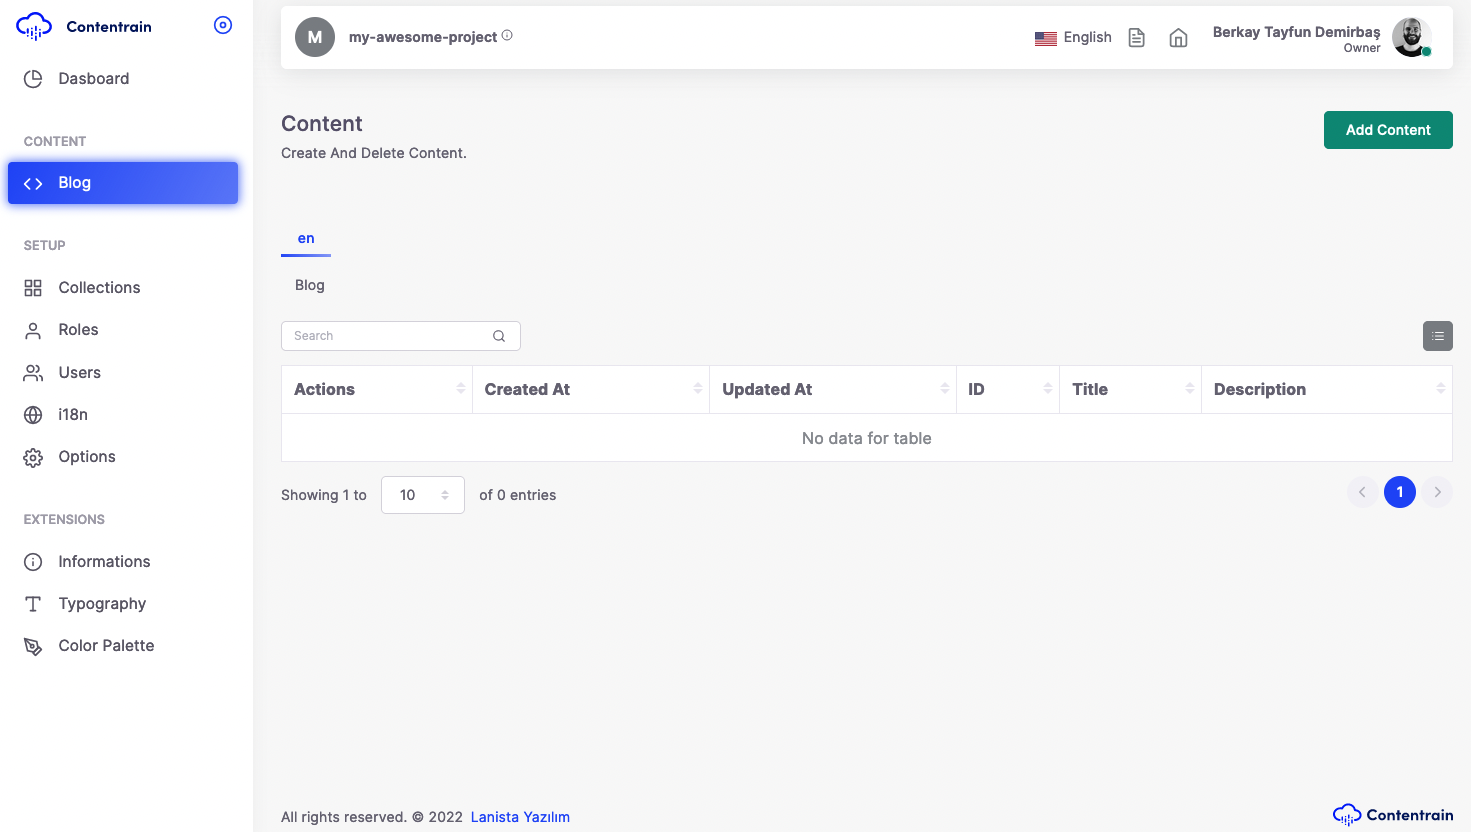 Contentrain
Dasboard
CONTENT
Blog
SETUP
Collections
Roles
Users
i18n
Options
EXTENSIONS
Informations
Typography
Color Palette
M my-awesome-project
English
Berkay Tayfun Demirbaş
Owner
Content
Create And Delete Content.
Add Content
en
Blog
Search
Actions Created At Updated At ID Title Description
No data for table
Showing 1 to 10 of 0 entries
1
All rights reserved. © 2022 Lanista Yazılım
Contentrain